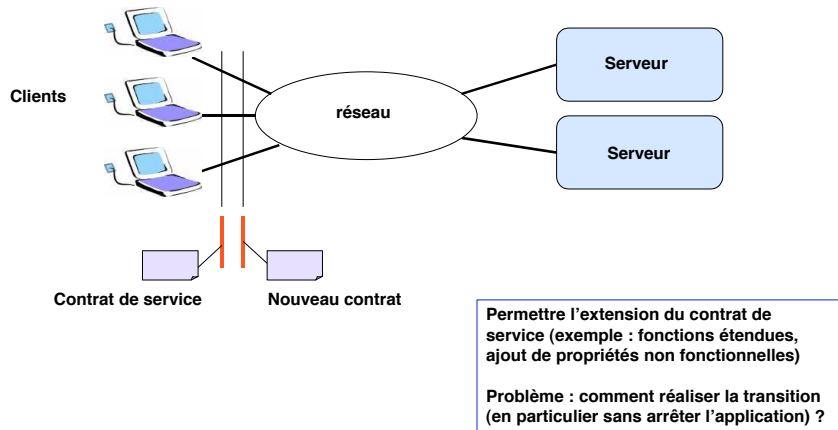 Clients
réseau
Serveur
Serveur
Contrat de service
Nouveau contrat
Permettre l’extension du contrat de
service (exemple : fonctions étendues,
ajout de propriétés non fonctionnelles)
Problème : comment réaliser la transition
(en particulier sans arrêter l’application) ?